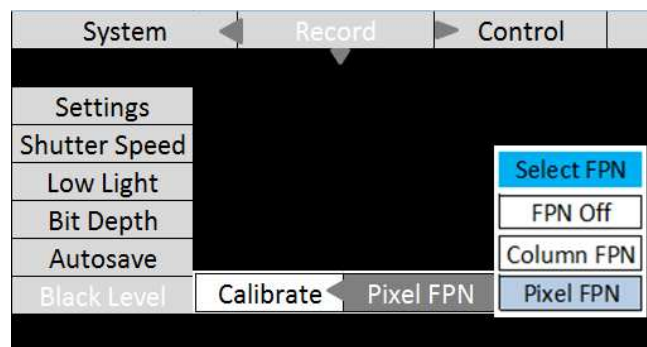 System Record Control
Settings
Shutter Speed
Low Light
Bit Depth
Autosave
Black Level Calibrate Pixel FPN
Select FPN
FPN Off
Column FPN
Pixel FPN